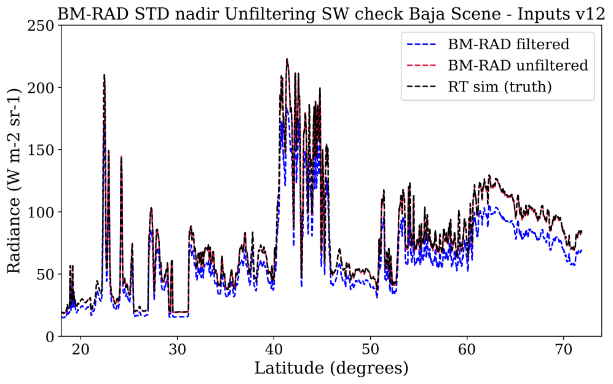 BM-RAD STD nadir Unfiltering SW check Baja Scene - Inputs v12
250
200
150
100
50
0
Radiance (W m-2 sr-1)
BM-RAD filtered
BM-RAD unfiltered
RT sim (truth)
20
30
40
50
60
70
Latitude (degrees)